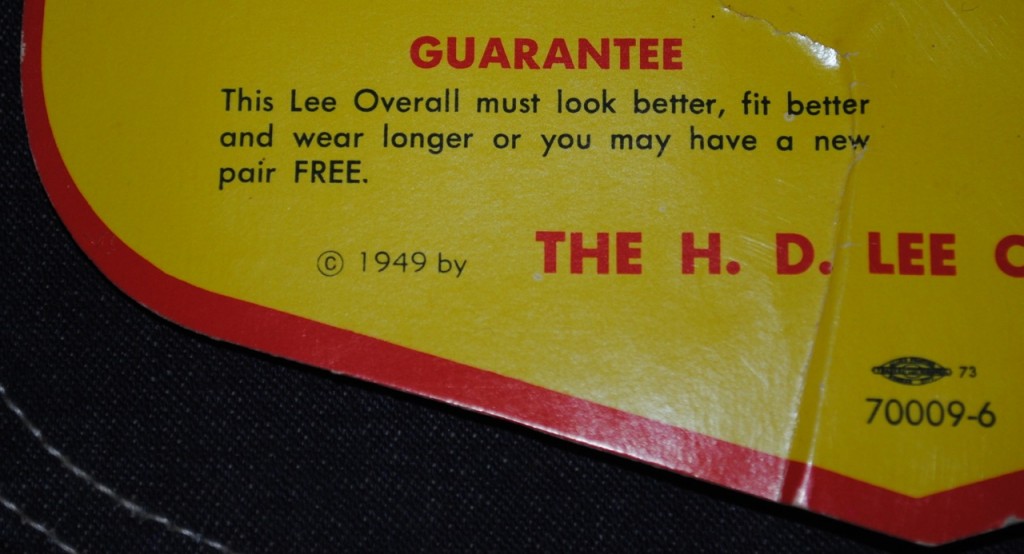 GUARANTEE
This Lee Overall must look better, fit better
and wear longer or you may have a new
pair FREE.
© 1949 by THE H. D. LEE C
73
70009-6